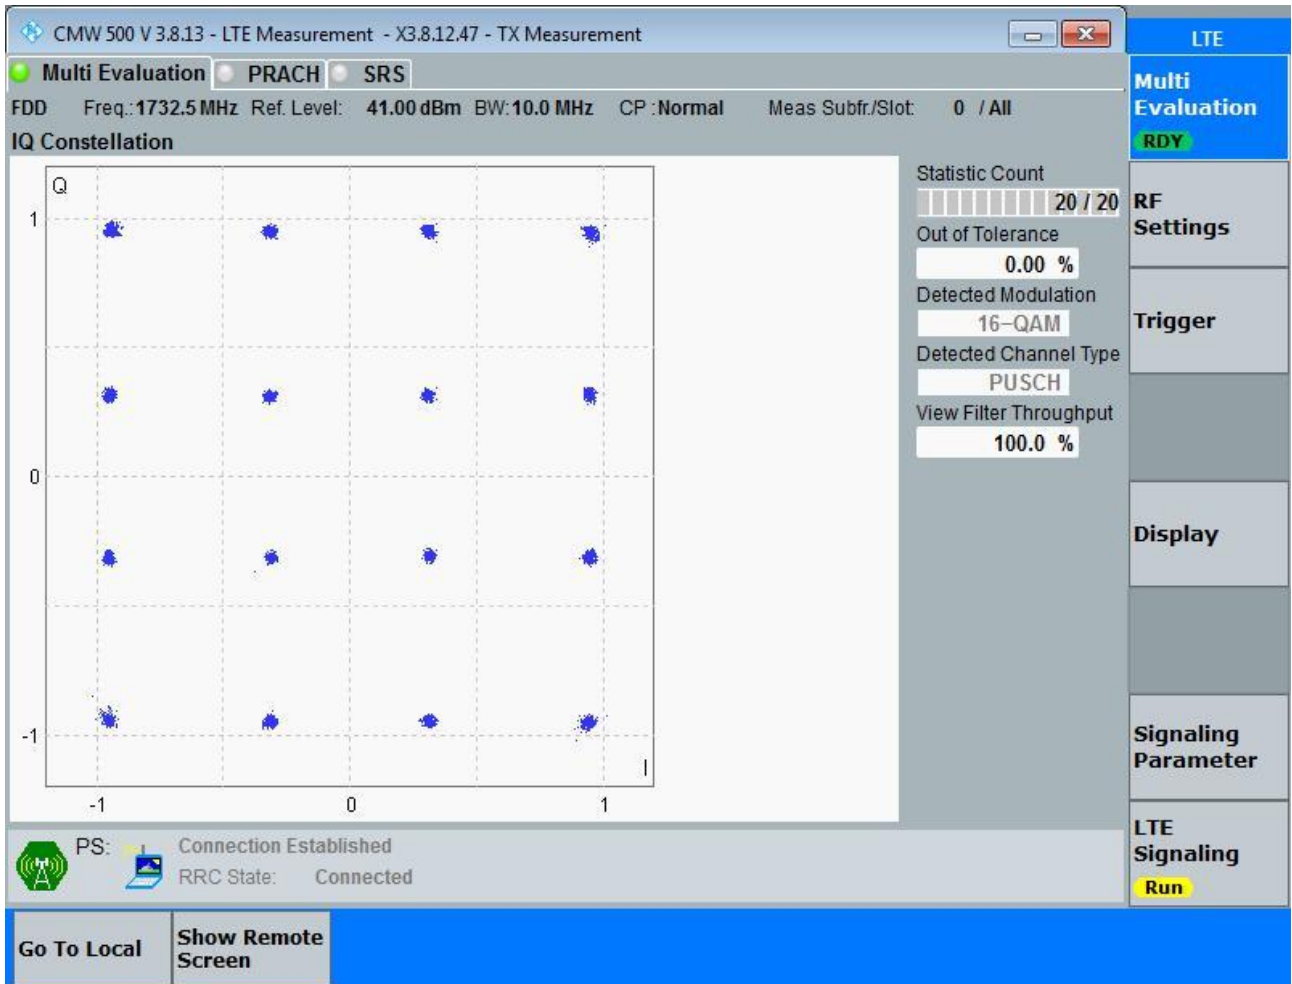 CMW 500 V 3.8.13 - LTE Measurement - X3.8.12.47 - TX Measurement
LTE
Multi Evaluation PRACH SRS
FDD Freq.: 1732.5 MHz Ref. Level: 41.00 dBm BW: 10.0 MHz CP : Normal Meas Subfr./Slot: 0 / All
IQ Constellation
Q
1
0
-1
I
-1 0 1
Statistic Count
20 / 20
Out of Tolerance
0.00 %
Detected Modulation
16-QAM
Detected Channel Type
PUSCH
View Filter Throughput
100.0 %
Multi
Evaluation
RDY
RF
Settings
Trigger
Display
Signaling
Parameter
LTE
Signaling
Run
PS: Connection Established
RRC State: Connected
Go To Local
Show Remote
Screen